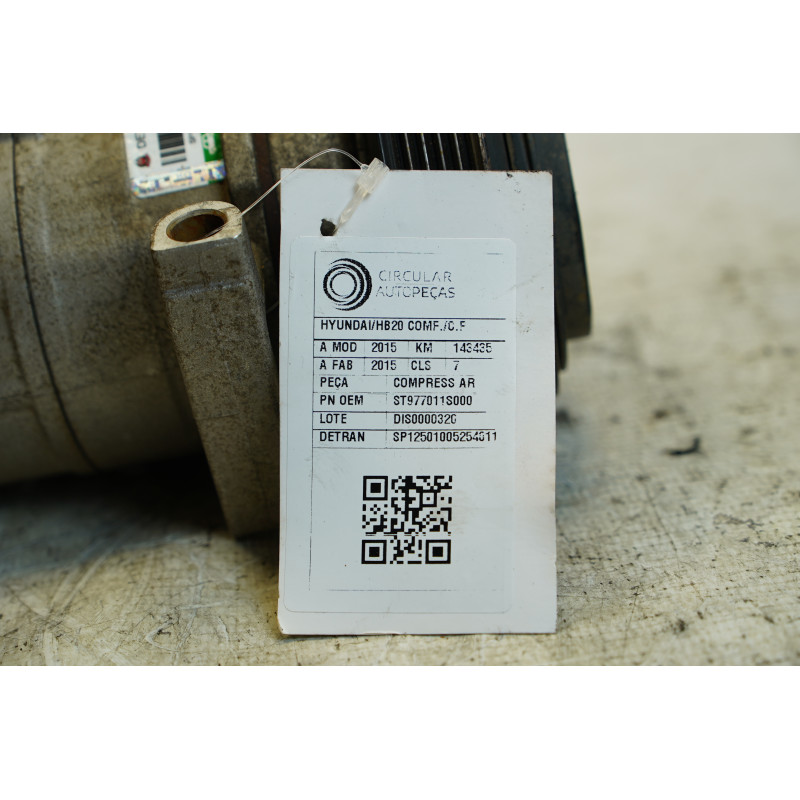 CIRCULAR
AUTOPEÇAS
HYUNDAI/HB20 COMF./C.F
A MOD 2015 KM 143435
A FAB 2015 CLS 7
PEÇA COMPRESS AR
PN OEM ST977011S000
LOTE DIS0000320
DETRAN SP12501005254011